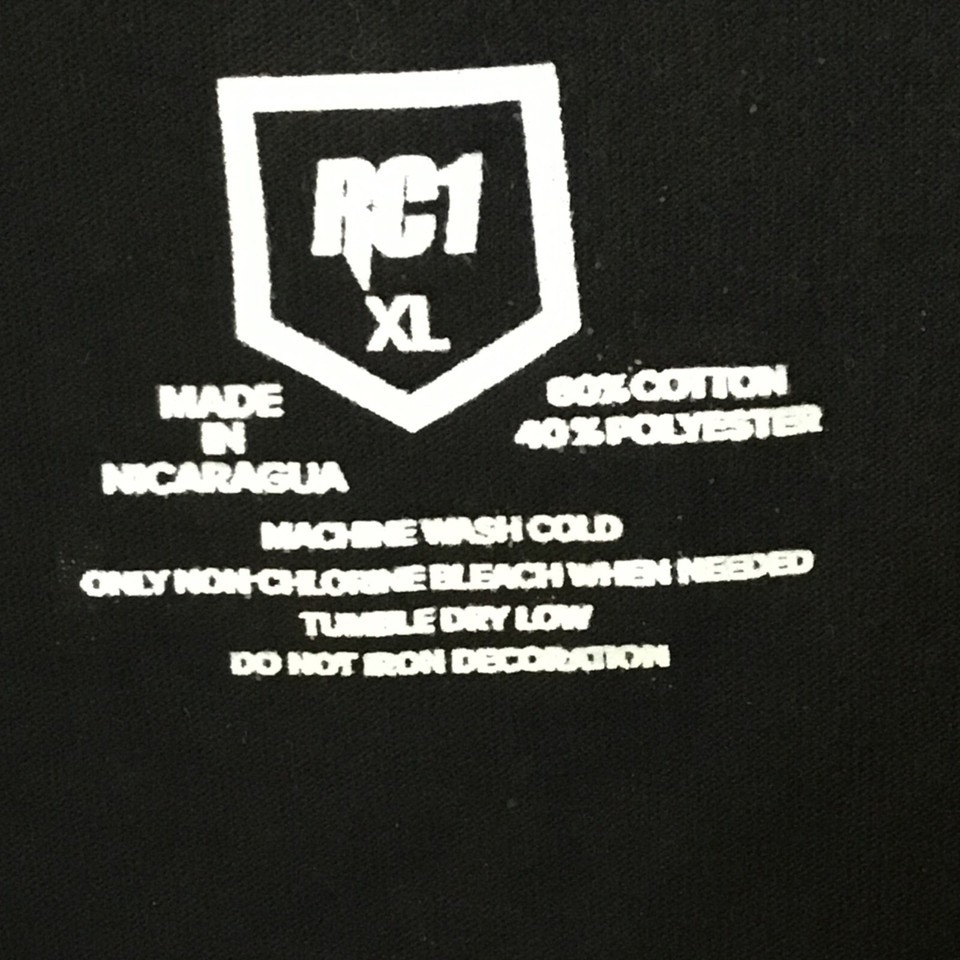 RC1
XL
MADE
IN
NICARAGUA
60% COTTON
40% POLYESTER
MACHINE WASH COLD
ONLY NON-CHLORINE BLEACH WHEN NEEDED
TUMBLE DRY LOW
DO NOT IRON DECORATION